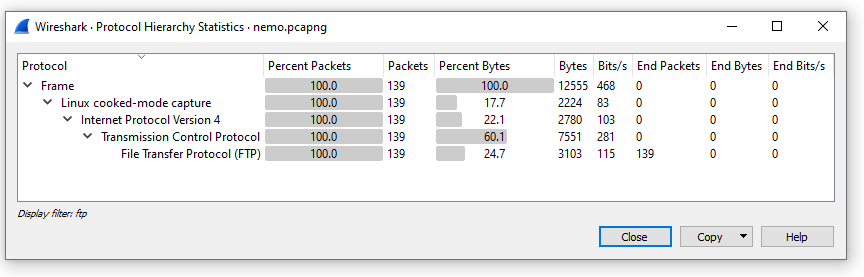 Wireshark · Protocol Hierarchy Statistics · nemo.pcapng
Protocol Percent Packets Packets Percent Bytes Bytes Bits/s End Packets End Bytes End Bits/s
Frame 100.0 139 100.0 12555 468 0 0 0
Linux cooked-mode capture 100.0 139 17.7 2224 83 0 0 0
Internet Protocol Version 4 100.0 139 22.1 2780 103 0 0 0
Transmission Control Protocol 100.0 139 60.1 7551 281 0 0 0
File Transfer Protocol (FTP) 100.0 139 24.7 3103 115 139 0 0
Display filter: ftp
Close Copy Help